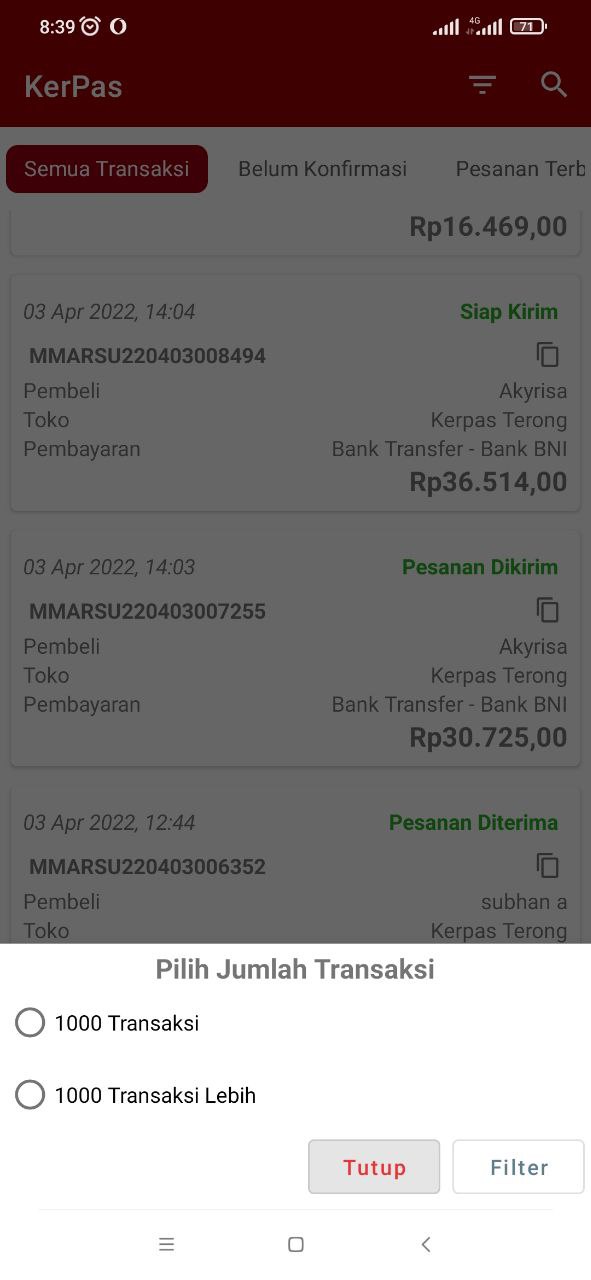 8:39 4G 71
KerPas
Semua Transaksi Belum Konfirmasi Pesanan Terb
Rp16.469,00
03 Apr 2022, 14:04 Siap Kirim
MMARSU220403008494
Pembeli Akyrisa
Toko Kerpas Terong
Pembayaran Bank Transfer - Bank BNI
Rp36.514,00
03 Apr 2022, 14:03 Pesanan Dikirim
MMARSU220403007255
Pembeli Akyrisa
Toko Kerpas Terong
Pembayaran Bank Transfer - Bank BNI
Rp30.725,00
03 Apr 2022, 12:44 Pesanan Diterima
MMARSU220403006352
Pembeli subhan a
Toko Kerpas Terong
Pilih Jumlah Transaksi
1000 Transaksi
1000 Transaksi Lebih
Tutup Filter